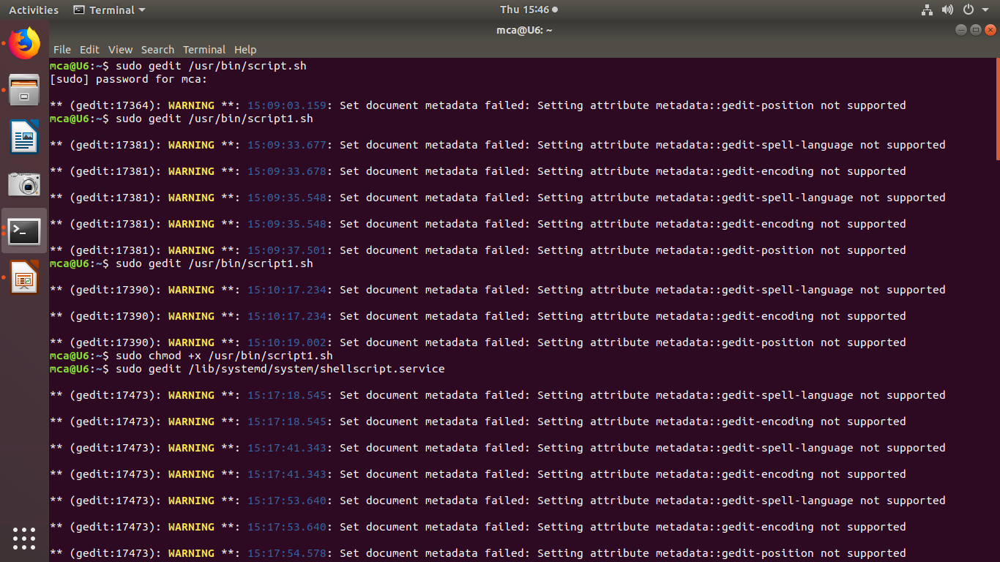 Activities Terminal Thu 15:46
mca@U6: ~
File Edit View Search Terminal Help
mca@U6:~$ sudo gedit /usr/bin/script.sh
[sudo] password for mca:
** (gedit:17364): WARNING **: 15:09:03.159: Set document metadata failed: Setting attribute metadata::gedit-position not supported
mca@U6:~$ sudo gedit /usr/bin/script1.sh
** (gedit:17381): WARNING **: 15:09:33.677: Set document metadata failed: Setting attribute metadata::gedit-spell-language not supported
** (gedit:17381): WARNING **: 15:09:33.678: Set document metadata failed: Setting attribute metadata::gedit-encoding not supported
** (gedit:17381): WARNING **: 15:09:35.548: Set document metadata failed: Setting attribute metadata::gedit-spell-language not supported
** (gedit:17381): WARNING **: 15:09:35.548: Set document metadata failed: Setting attribute metadata::gedit-encoding not supported
** (gedit:17381): WARNING **: 15:09:37.501: Set document metadata failed: Setting attribute metadata::gedit-position not supported
mca@U6:~$ sudo gedit /usr/bin/script1.sh
** (gedit:17390): WARNING **: 15:10:17.234: Set document metadata failed: Setting attribute metadata::gedit-spell-language not supported
** (gedit:17390): WARNING **: 15:10:17.234: Set document metadata failed: Setting attribute metadata::gedit-encoding not supported
** (gedit:17390): WARNING **: 15:10:19.002: Set document metadata failed: Setting attribute metadata::gedit-position not supported
mca@U6:~$ sudo chmod +x /usr/bin/script1.sh
mca@U6:~$ sudo gedit /lib/systemd/system/shellscript.service
** (gedit:17473): WARNING **: 15:17:18.545: Set document metadata failed: Setting attribute metadata::gedit-spell-language not supported
** (gedit:17473): WARNING **: 15:17:18.545: Set document metadata failed: Setting attribute metadata::gedit-encoding not supported
** (gedit:17473): WARNING **: 15:17:41.343: Set document metadata failed: Setting attribute metadata::gedit-spell-language not supported
** (gedit:17473): WARNING **: 15:17:41.343: Set document metadata failed: Setting attribute metadata::gedit-encoding not supported
** (gedit:17473): WARNING **: 15:17:53.640: Set document metadata failed: Setting attribute metadata::gedit-spell-language not supported
** (gedit:17473): WARNING **: 15:17:53.640: Set document metadata failed: Setting attribute metadata::gedit-encoding not supported
** (gedit:17473): WARNING **: 15:17:54.578: Set document metadata failed: Setting attribute metadata::gedit-position not supported